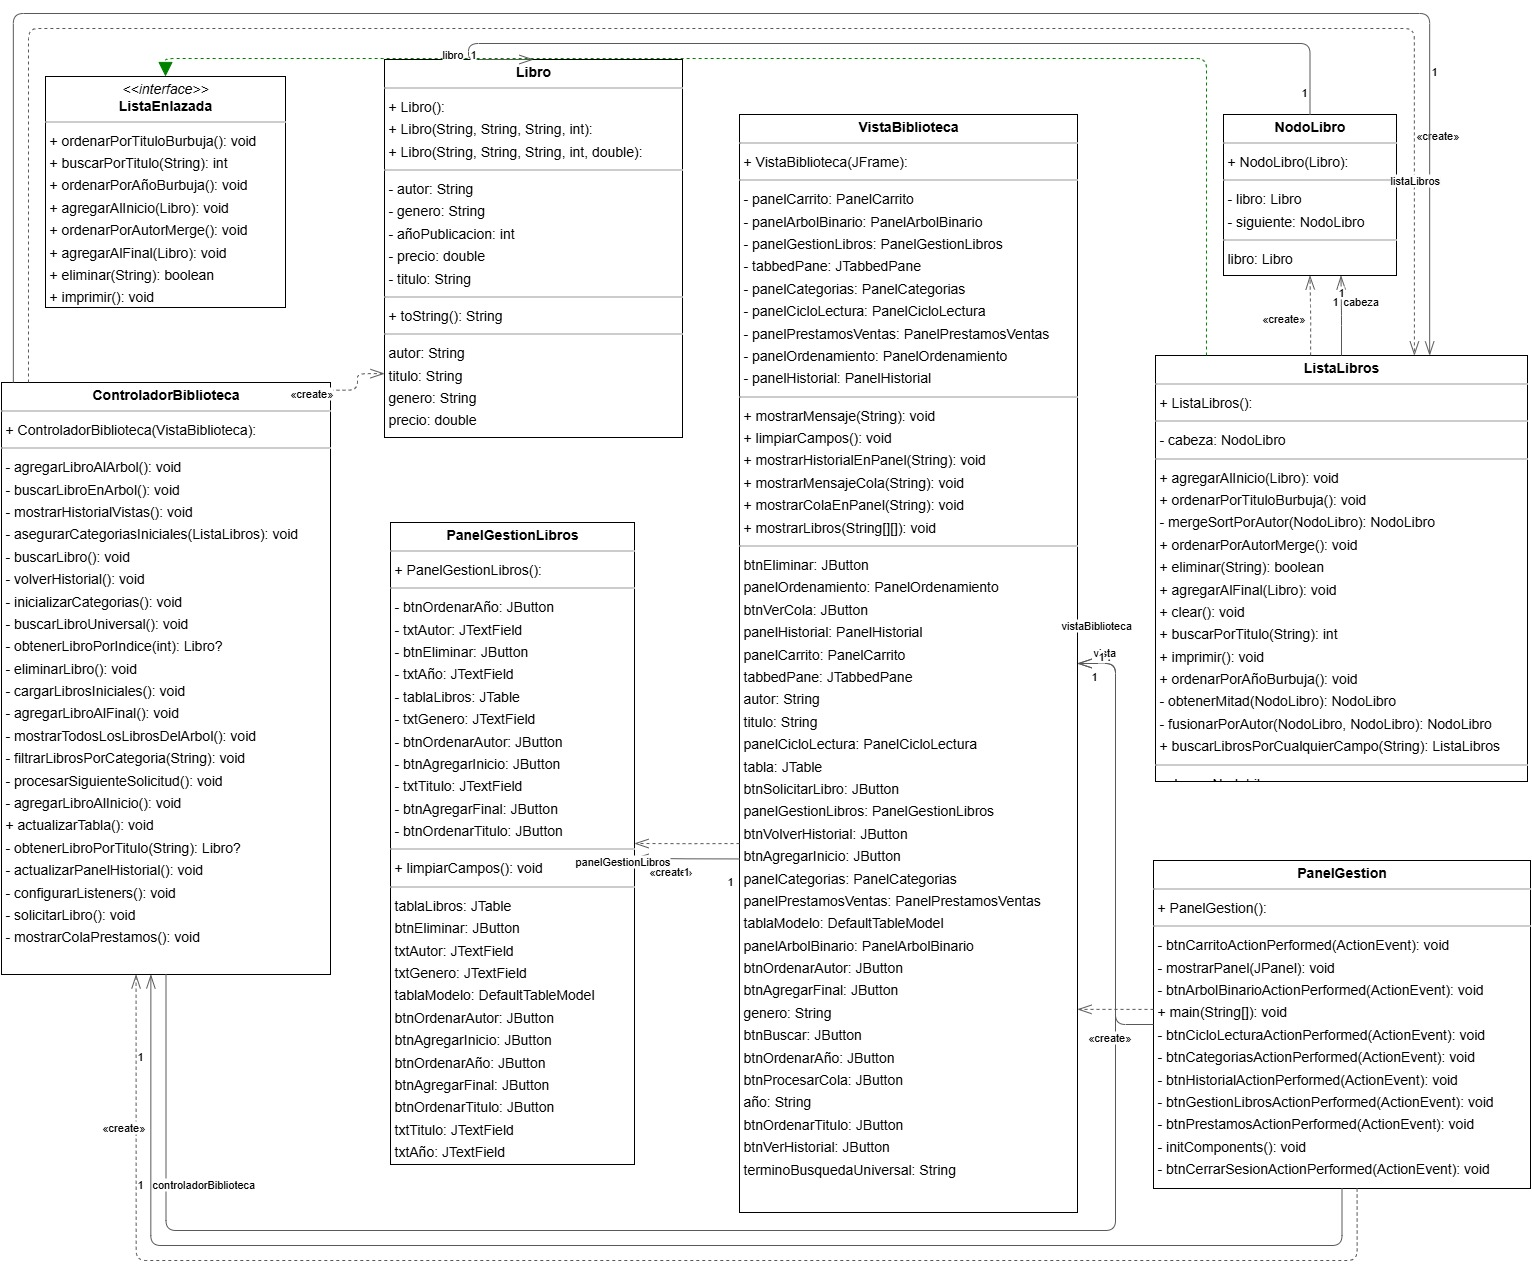 <<interface>>
ListaEnlazada
+ ordenarPorTituloBurbuja(): void
+ buscarPorTitulo(String): int
+ ordenarPorAñoBurbuja(): void
+ agregarAlInicio(Libro): void
+ ordenarPorAutorMerge(): void
+ agregarAlFinal(Libro): void
+ eliminar(String): boolean
+ imprimir(): void
libro 1
Libro
+ Libro():
+ Libro(String, String, String, int):
+ Libro(String, String, String, int, double):
- autor: String
- genero: String
- añoPublicacion: int
- precio: double
- titulo: String
+ toString(): String
autor: String
titulo: String
genero: String
precio: double
VistaBiblioteca
+ VistaBiblioteca(JFrame):
- panelCarrito: PanelCarrito
- panelArbolBinario: PanelArbolBinario
- panelGestionLibros: PanelGestionLibros
- tabbedPane: JTabbedPane
- panelCategorias: PanelCategorias
- panelCicloLectura: PanelCicloLectura
- panelPrestamosVentas: PanelPrestamosVentas
- panelOrdenamiento: PanelOrdenamiento
- panelHistorial: PanelHistorial
+ mostrarMensaje(String): void
+ limpiarCampos(): void
+ mostrarHistorialEnPanel(String): void
+ mostrarMensajeCola(String): void
+ mostrarColaEnPanel(String): void
+ mostrarLibros(String[][]): void
btnEliminar: JButton
panelOrdenamiento: PanelOrdenamiento
btnVerCola: JButton
panelHistorial: PanelHistorial
panelCarrito: PanelCarrito
tabbedPane: JTabbedPane
autor: String
titulo: String
panelCicloLectura: PanelCicloLectura
tabla: JTable
btnSolicitarLibro: JButton
panelGestionLibros: PanelGestionLibros
btnVolverHistorial: JButton
btnAgregarInicio: JButton
panelCategorias: PanelCategorias
panelPrestamosVentas: PanelPrestamosVentas
tablaModelo: DefaultTableModel
panelArbolBinario: PanelArbolBinario
btnOrdenarAutor: JButton
btnAgregarFinal: JButton
genero: String
btnBuscar: JButton
btnOrdenarAño: JButton
btnProcesarCola: JButton
año: String
btnOrdenarTitulo: JButton
btnVerHistorial: JButton
terminoBusquedaUniversal: String
1
NodoLibro
+ NodoLibro(Libro):
- libro: Libro
- siguiente: NodoLibro
libro: Libro
1
«create»
listaLibros
1
1 cabeza
«create»
ListaLibros
+ ListaLibros():
- cabeza: NodoLibro
+ agregarAlInicio(Libro): void
+ ordenarPorTituloBurbuja(): void
- mergeSortPorAutor(NodoLibro): NodoLibro
+ ordenarPorAutorMerge(): void
+ eliminar(String): boolean
+ agregarAlFinal(Libro): void
+ clear(): void
+ buscarPorTitulo(String): int
+ imprimir(): void
+ ordenarPorAñoBurbuja(): void
- obtenerMitad(NodoLibro): NodoLibro
- fusionarPorAutor(NodoLibro, NodoLibro): NodoLibro
+ buscarLibrosPorCualquierCampo(String): ListaLibros
ControladorBiblioteca
«create»
+ ControladorBiblioteca(VistaBiblioteca):
- agregarLibroAlArbol(): void
- buscarLibroEnArbol(): void
- mostrarHistorialVistas(): void
- asegurarCategoriasIniciales(ListaLibros): void
- buscarLibro(): void
- volverHistorial(): void
- inicializarCategorias(): void
- buscarLibroUniversal(): void
- obtenerLibroPorIndice(int): Libro?
- eliminarLibro(): void
- cargarLibrosIniciales(): void
- agregarLibroAlFinal(): void
- mostrarTodosLosLibrosDelArbol(): void
- filtrarLibrosPorCategoria(String): void
- procesarSiguienteSolicitud(): void
- agregarLibroAlInicio(): void
+ actualizarTabla(): void
- obtenerLibroPorTitulo(String): Libro?
- actualizarPanelHistorial(): void
- configurarListeners(): void
- solicitarLibro(): void
- mostrarColaPrestamos(): void
PanelGestionLibros
+ PanelGestionLibros():
- btnOrdenarAño: JButton
- txtAutor: JTextField
- btnEliminar: JButton
- txtAño: JTextField
- tablaLibros: JTable
- txtGenero: JTextField
- btnOrdenarAutor: JButton
- btnAgregarInicio: JButton
- txtTitulo: JTextField
- btnAgregarFinal: JButton
- btnOrdenarTitulo: JButton
+ limpiarCampos(): void
tablaLibros: JTable
btnEliminar: JButton
txtAutor: JTextField
txtGenero: JTextField
tablaModelo: DefaultTableModel
btnOrdenarAutor: JButton
btnAgregarInicio: JButton
btnOrdenarAño: JButton
btnAgregarFinal: JButton
btnOrdenarTitulo: JButton
txtTitulo: JTextField
txtAño: JTextField
panelGestionLibros
«create»
1
1
vistaBiblioteca
vista
1
1
«create»
PanelGestion
+ PanelGestion():
- btnCarritoActionPerformed(ActionEvent): void
- mostrarPanel(JPanel): void
- btnArbolBinarioActionPerformed(ActionEvent): void
+ main(String[]): void
- btnCicloLecturaActionPerformed(ActionEvent): void
- btnCategoriasActionPerformed(ActionEvent): void
- btnHistorialActionPerformed(ActionEvent): void
- btnGestionLibrosActionPerformed(ActionEvent): void
- btnPrestamosActionPerformed(ActionEvent): void
- initComponents(): void
- btnCerrarSesionActionPerformed(ActionEvent): void
1
«create»
1 controladorBiblioteca